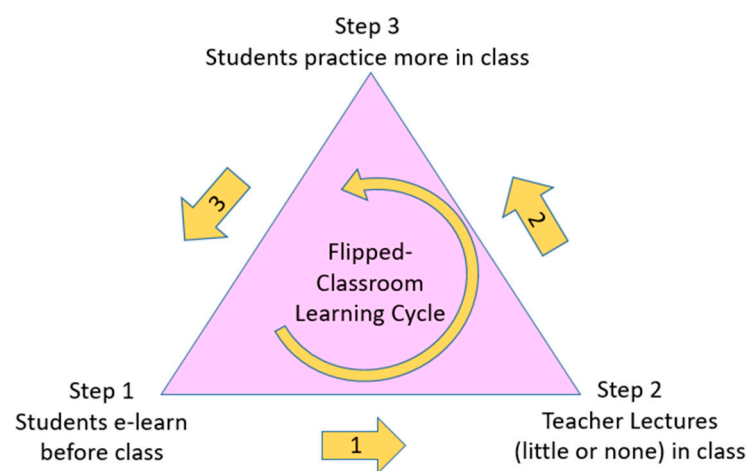 Step 3
Students practice more in class
3
2
Flipped-
Classroom
Learning Cycle
Step 1
Students e-learn
before class
1
Step 2
Teacher Lectures
(little or none) in class